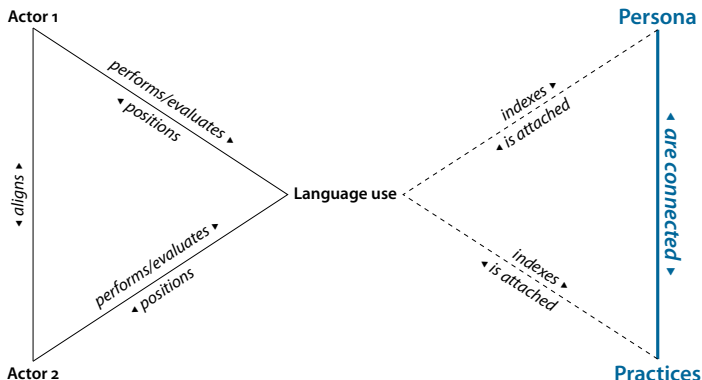 Actor 1
Persona
performs/evaluates
positions
indexes
is attached
aligns
Language use
are connected
performs/evaluates
positions
indexes
is attached
Actor 2
Practices